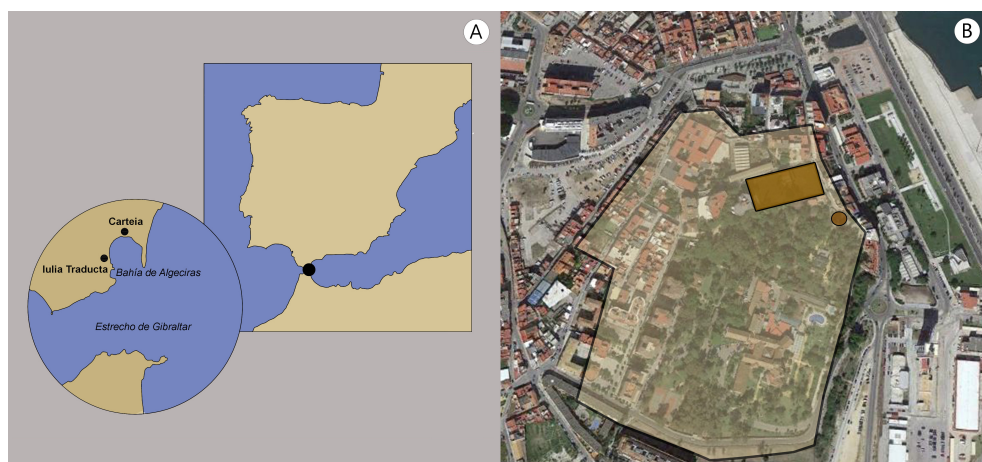 A
B
Carteia
Iulia Traducta
Bahía de Algeciras
Estrecho de Gibraltar